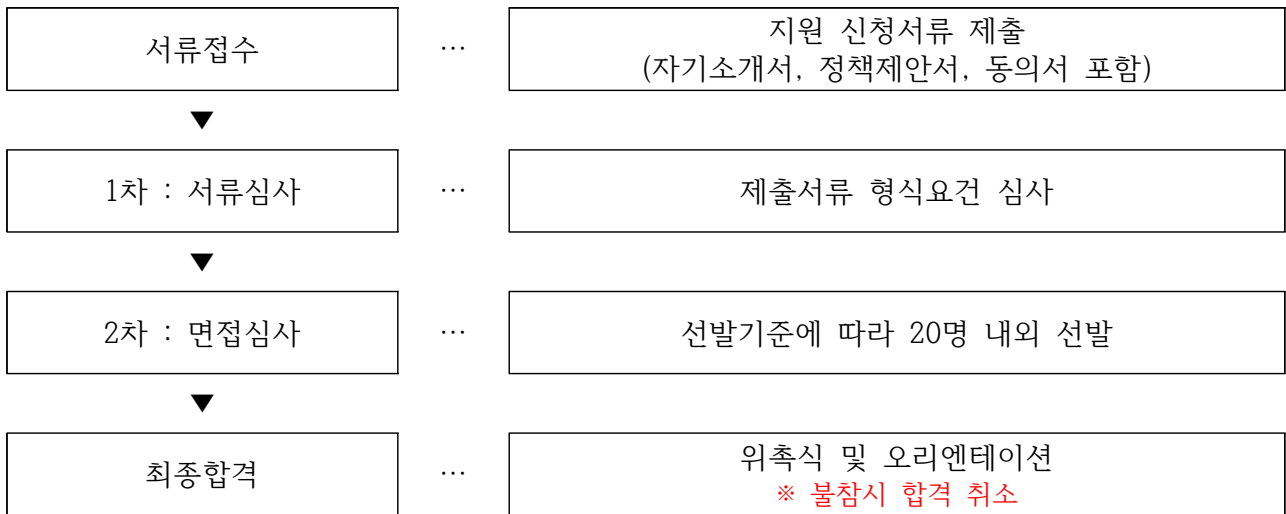 서류접수
…
지원 신청서류 제출
(자기소개서, 정책제안서, 동의서 포함)
▼
1차 : 서류심사
…
제출서류 형식요건 심사
▼
2차 : 면접심사
…
선발기준에 따라 20명 내외 선발
▼
최종합격
…
위촉식 및 오리엔테이션
※ 불참시 합격 취소